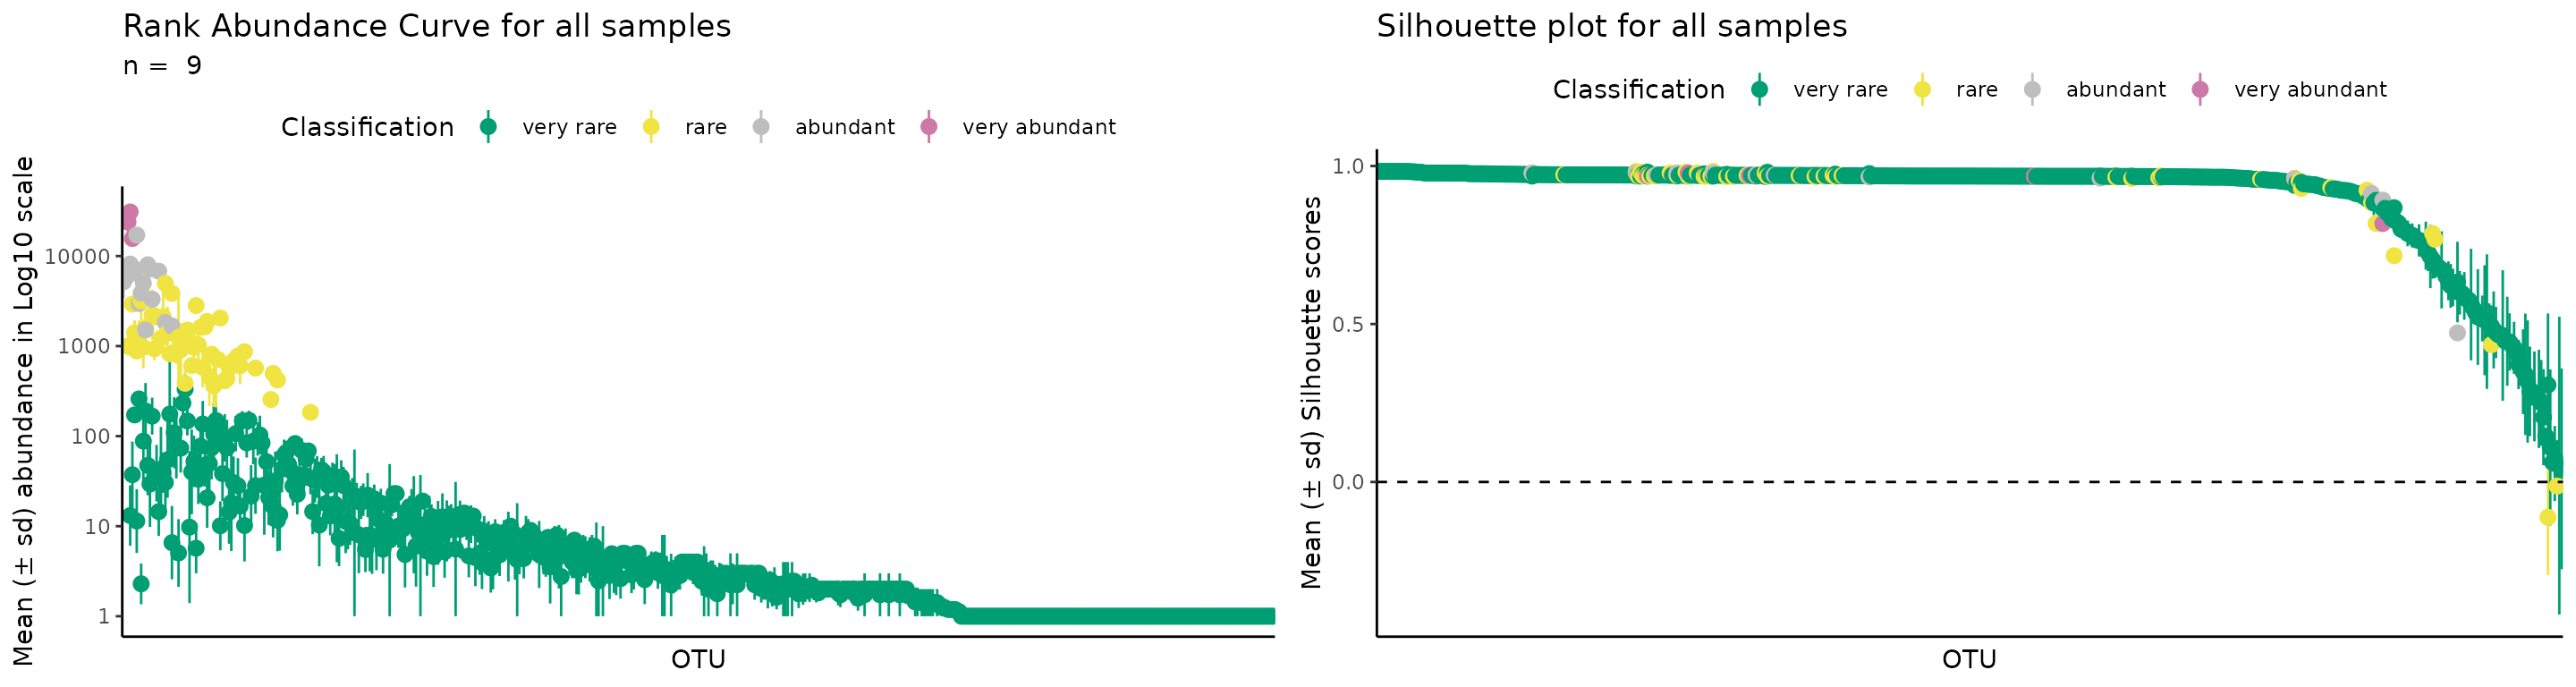 Rank Abundance Curve for all samples
n =  9
Classification very rare rare abundant very abundant
Mean (± sd) abundance in Log10 scale
10000
1000
100
10
1
OTU
Silhouette plot for all samples
Classification very rare rare abundant very abundant
Mean (± sd) Silhouette scores
1.0
0.5
0.0
OTU